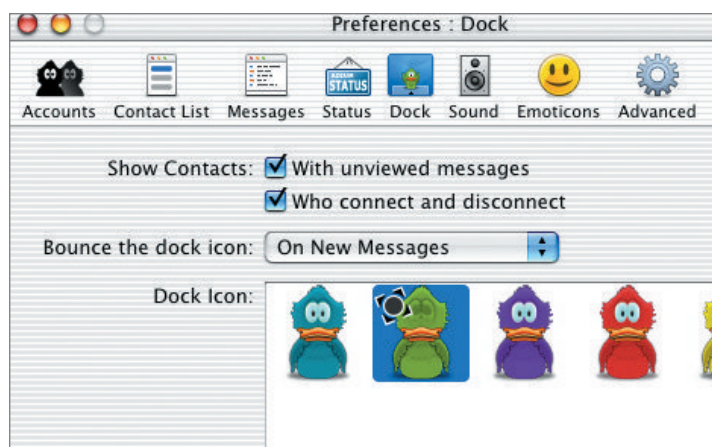 Preferences : Dock
ADIUM
STATUS
Accounts Contact List Messages Status Dock Sound Emoticons Advanced
Show Contacts: With unviewed messages
Who connect and disconnect
Bounce the dock icon: On New Messages
Dock Icon: